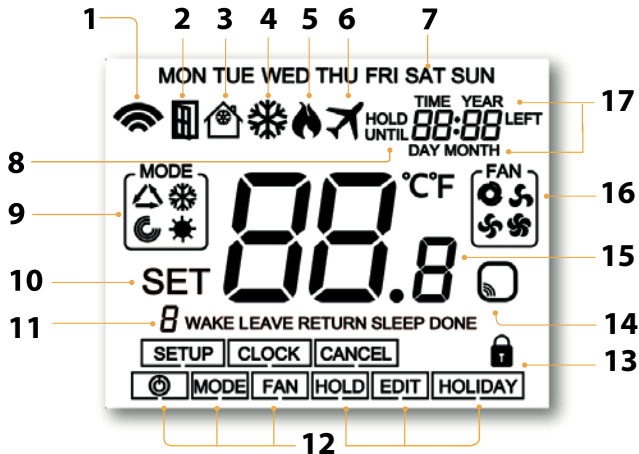 1 2 3 4 5 6 7
MON TUE WED THU FRI SAT SUN
TIME YEAR 17
HOLD 88:88 LEFT
UNTIL
DAY MONTH
8
MODE °C°F FAN
9 88.8 16
10 SET 15
11 8 WAKE LEAVE RETURN SLEEP DONE 14
SETUP CLOCK CANCEL 13
MODE FAN HOLD EDIT HOLIDAY
12